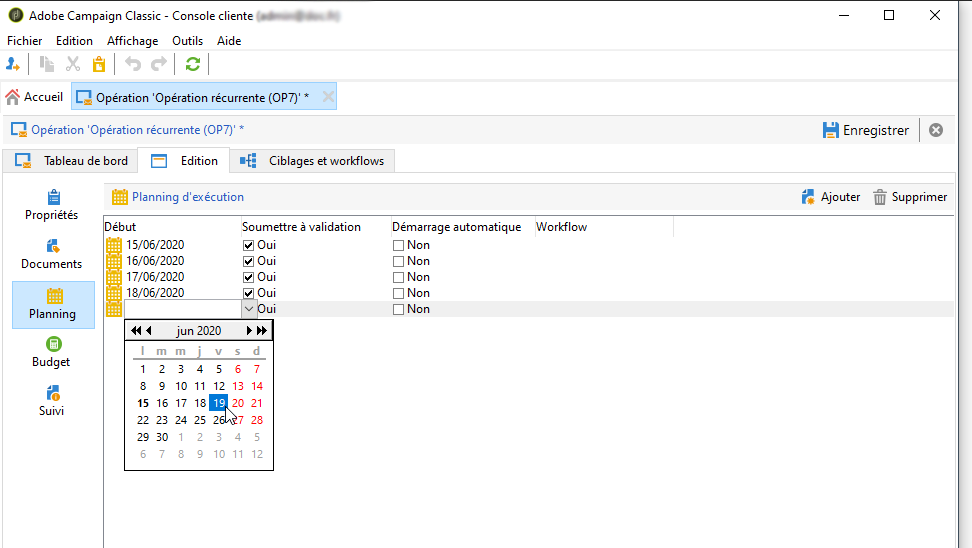 Adobe Campaign Classic - Console cliente
Fichier Edition Affichage Outils Aide
Accueil Opération 'Opération récurrente (OP7)' *
Opération 'Opération récurrente (OP7)' * Enregistrer
Tableau de bord Edition Ciblages et workflows
Propriétés
Documents
Planning
Budget
Suivi
Planning d'exécution Ajouter Supprimer
Début Soumettre à validation Démarrage automatique Workflow
15/06/2020 Oui Non
16/06/2020 Oui Non
17/06/2020 Oui Non
18/06/2020 Oui Non
Oui Non
jun 2020
l m m j v s d
1 2 3 4 5 6 7
8 9 10 11 12 13 14
15 16 17 18 19 20 21
22 23 24 25 26 27 28
29 30 1 2 3 4 5
6 7 8 9 10 11 12